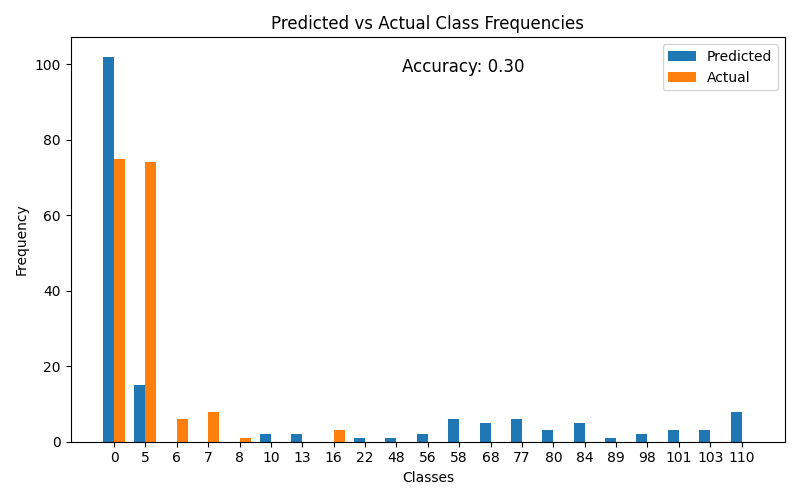 Predicted vs Actual Class Frequencies
Accuracy: 0.30
Predicted
Actual
Frequency
100
80
60
40
20
0
0 5 6 7 8 10 13 16 22 48 56 58 68 77 80 84 89 98 101 103 110
Classes